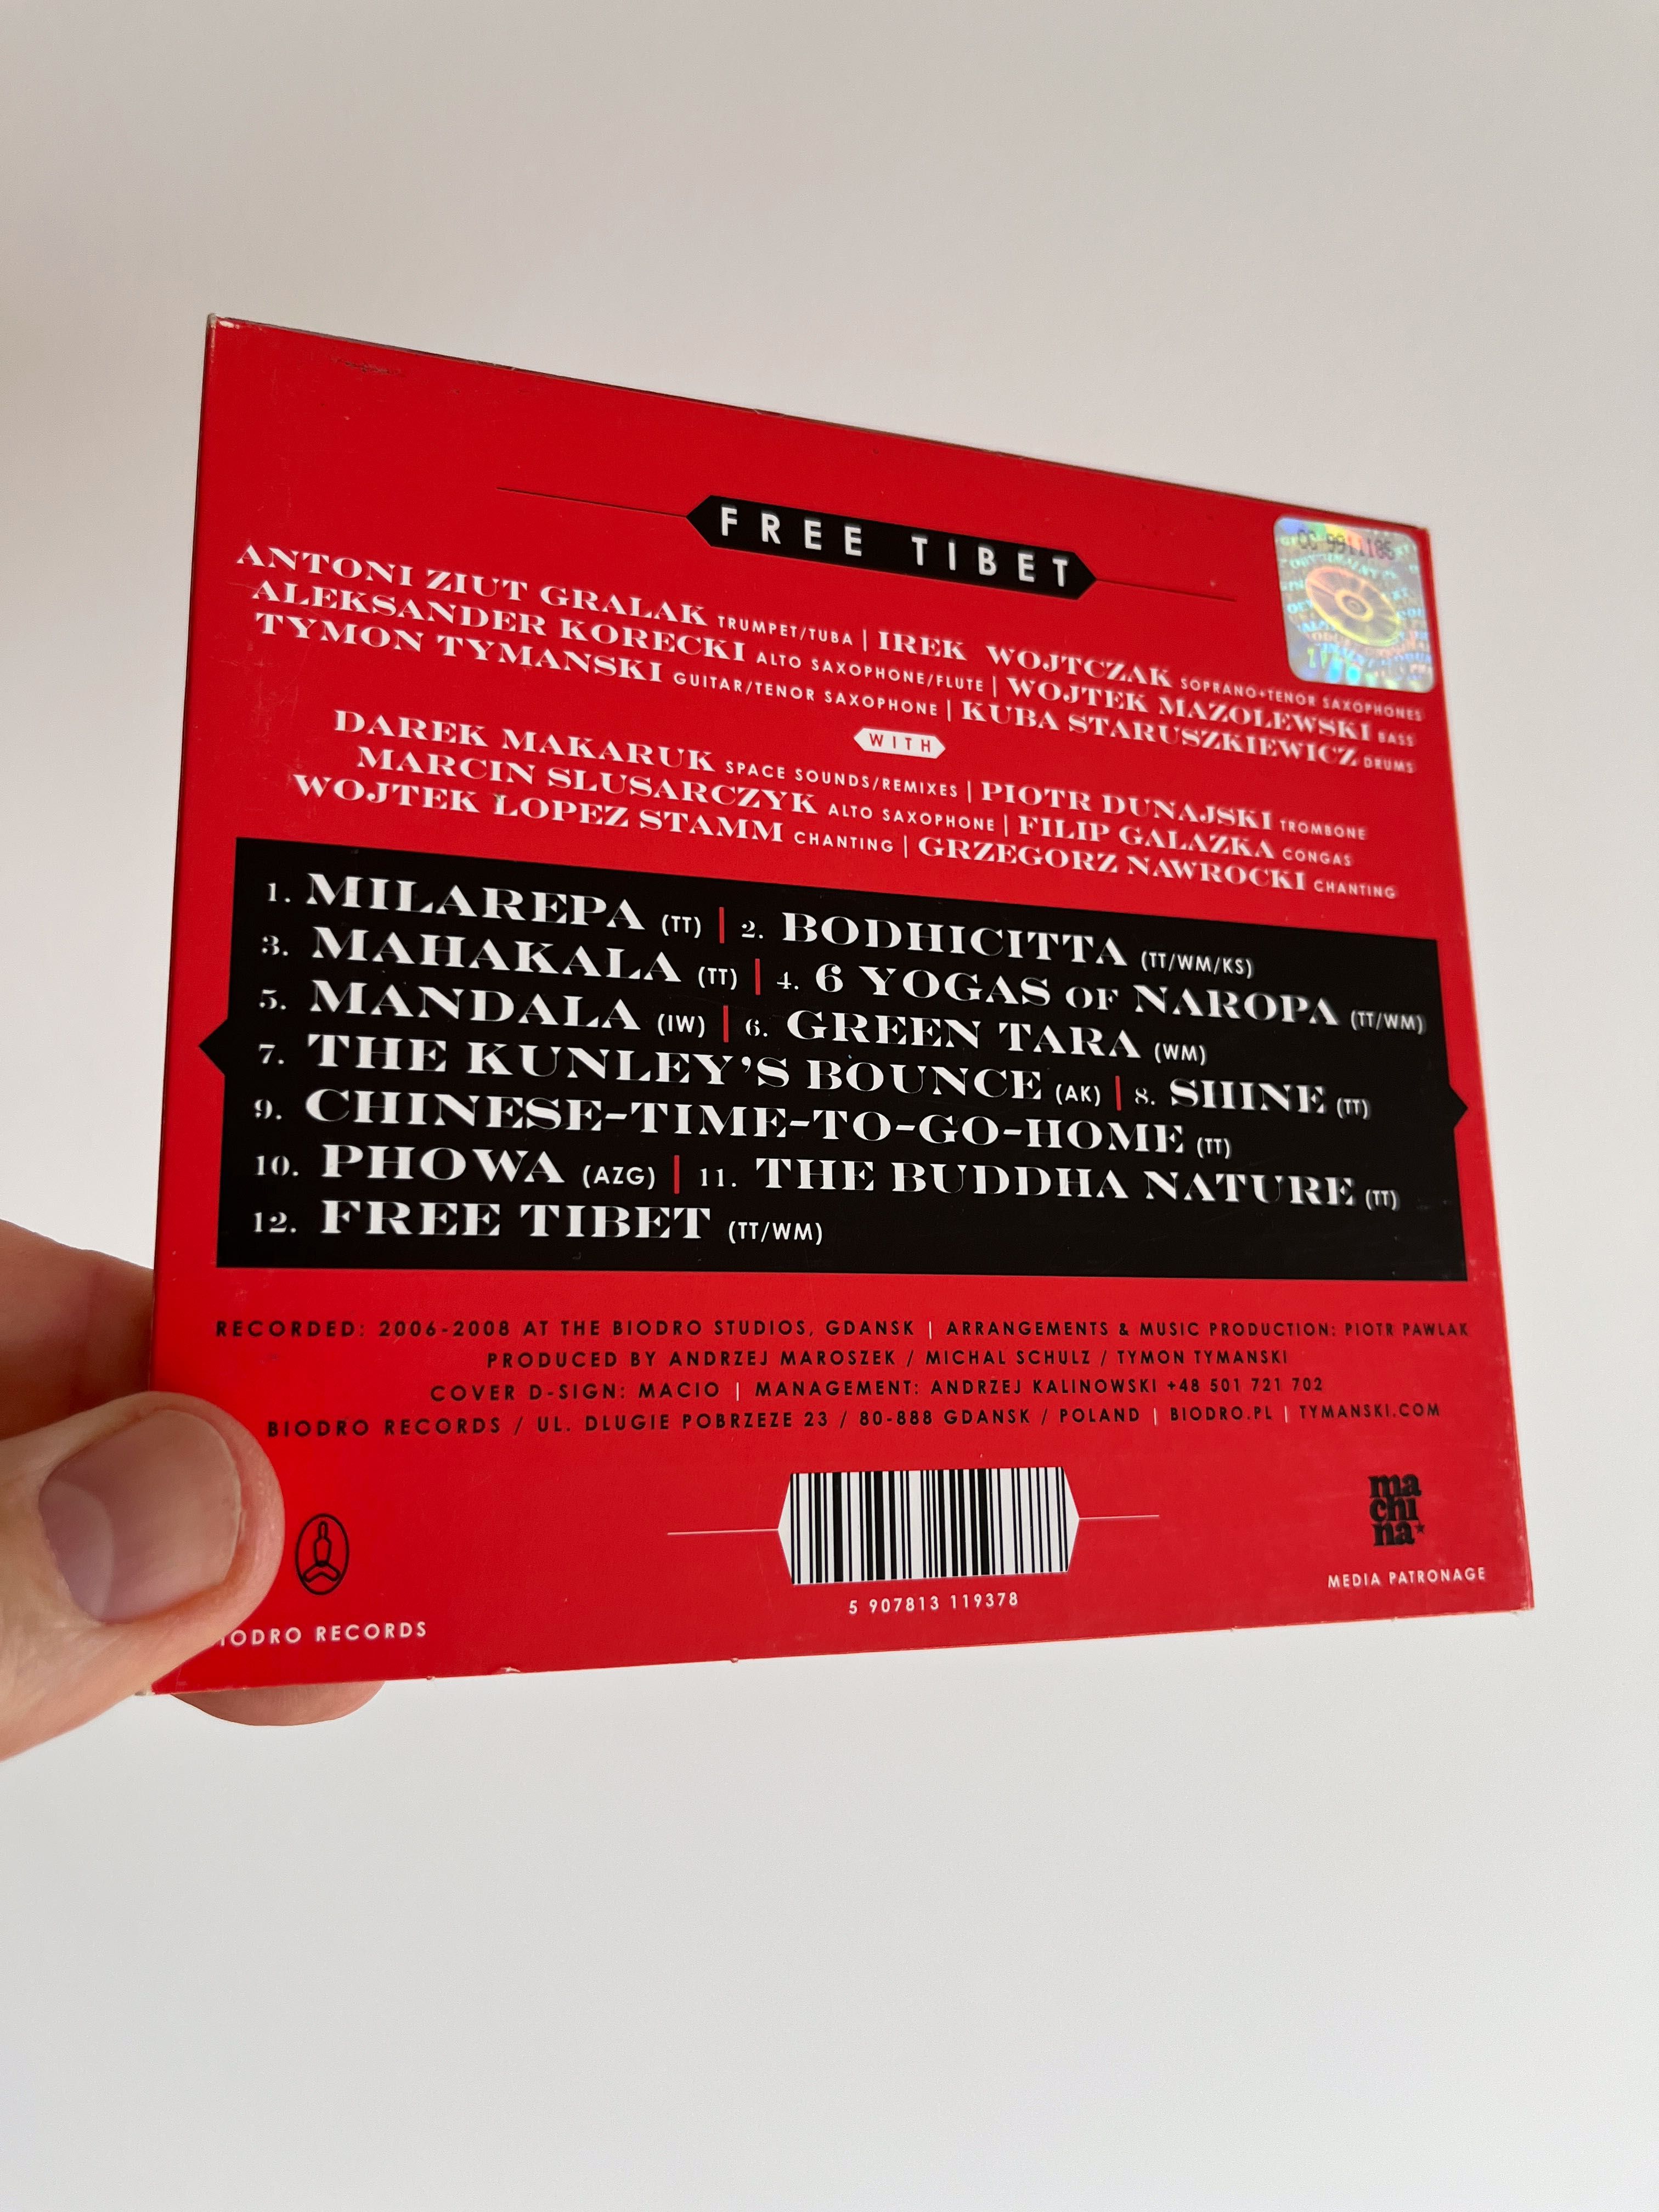 FREE TIBET
CC 9911186
ANTONI ZIUT GRALAK TRUMPET/TUBA | IREK WOJTCZAK SOPRANO+TENOR SAXOPHONES
ALEKSANDER KORECKI ALTO SAXOPHONE/FLUTE | WOJTEK MAZOLEWSKI BASS
TYMON TYMANSKI GUITAR/TENOR SAXOPHONE | KUBA STARUSZKIEWICZ DRUMS
WITH
DAREK MAKARUK SPACE SOUNDS/REMIXES | PIOTR DUNAJSKI TROMBONE
MARCIN SLUSARCZYK ALTO SAXOPHONE | FILIP GALAZKA CONGAS
WOJTEK LOPEZ STAMM CHANTING | GRZEGORZ NAWROCKI CHANTING
1. MILAREPA (TT) | 2. BODHICITTA (TT/WM/KS)
3. MAHAKALA (TT) | 4. 6 YOGAS OF NAROPA (TT/WM)
5. MANDALA (IW) | 6. GREEN TARA (WM)
7. THE KUNLEY'S BOUNCE (AK) | 8. SHINE (TT)
9. CHINESE-TIME-TO-GO-HOME (TT)
10. PHOWA (AZG) | 11. THE BUDDHA NATURE (TT)
12. FREE TIBET (TT/WM)
RECORDED: 2006-2008 AT THE BIODRO STUDIOS, GDANSK | ARRANGEMENTS & MUSIC PRODUCTION: PIOTR PAWLAK
PRODUCED BY ANDRZEJ MAROSZEK / MICHAL SCHULZ / TYMON TYMANSKI
COVER D-SIGN: MACIO | MANAGEMENT: ANDRZEJ KALINOWSKI +48 501 721 702
BIODRO RECORDS / UL. DLUGIE POBRZEZE 23 / 80-888 GDANSK / POLAND | BIODRO.PL | TYMANSKI.COM
IODRO RECORDS
5 907813 119378
ma
chi
na
MEDIA PATRONAGE